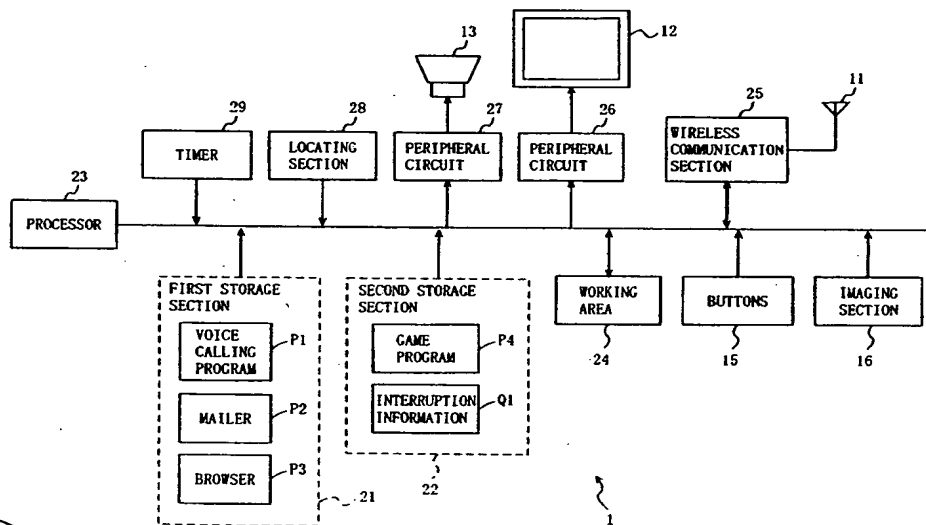 13
12
11
29
28
27
26
25
TIMER
LOCATING
SECTION
PERIPHERAL
CIRCUIT
PERIPHERAL
CIRCUIT
WIRELESS
COMMUNICATION
SECTION
23
PROCESSOR
FIRST STORAGE
SECTION
VOICE
CALLING
PROGRAM
P1
MAILER
P2
BROWSER
P3
21
SECOND STORAGE
SECTION
GAME
PROGRAM
P4
INTERRUPTION
INFORMATION
Q1
22
WORKING
AREA
24
BUTTONS
15
IMAGING
SECTION
16
1